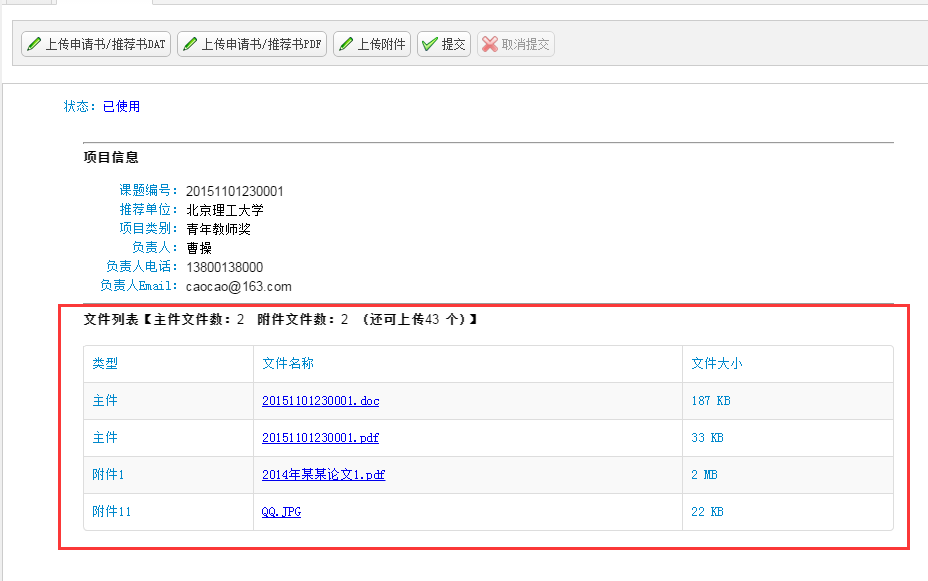 上传申请书/推荐书DAT 上传申请书/推荐书PDF 上传附件 提交 取消提交
状态：已使用
项目信息
课题编号：20151101230001
推荐单位：北京理工大学
项目类别：青年教师奖
负责人：曹操
负责人电话：13800138000
负责人Email：caocao@163.com
文件列表【主件文件数：2 附件文件数：2 （还可上传43 个）】
类型 文件名称 文件大小
主件 20151101230001.doc 187 KB
主件 20151101230001.pdf 33 KB
附件1 2014年某某论文1.pdf 2 MB
附件11 QQ.JPG 22 KB